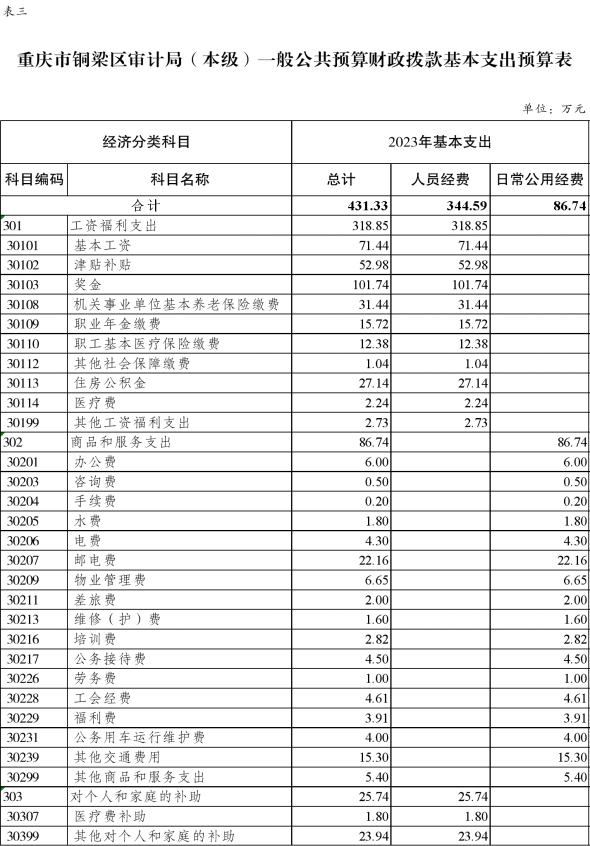 表三
重庆市铜梁区审计局（本级）一般公共预算财政拨款基本支出预算表
单位：万元
经济分类科目 2023年基本支出
科目编码 科目名称 总计 人员经费 日常公用经费
合计 431.33 344.59 86.74
301 工资福利支出 318.85 318.85
30101 基本工资 71.44 71.44
30102 津贴补贴 52.98 52.98
30103 奖金 101.74 101.74
30108 机关事业单位基本养老保险缴费 31.44 31.44
30109 职业年金缴费 15.72 15.72
30110 职工基本医疗保险缴费 12.38 12.38
30112 其他社会保障缴费 1.04 1.04
30113 住房公积金 27.14 27.14
30114 医疗费 2.24 2.24
30199 其他工资福利支出 2.73 2.73
302 商品和服务支出 86.74 86.74
30201 办公费 6.00 6.00
30203 咨询费 0.50 0.50
30204 手续费 0.20 0.20
30205 水费 1.80 1.80
30206 电费 4.30 4.30
30207 邮电费 22.16 22.16
30209 物业管理费 6.65 6.65
30211 差旅费 2.00 2.00
30213 维修（护）费 1.60 1.60
30216 培训费 2.82 2.82
30217 公务接待费 4.50 4.50
30226 劳务费 1.00 1.00
30228 工会经费 4.61 4.61
30229 福利费 3.91 3.91
30231 公务用车运行维护费 4.00 4.00
30239 其他交通费用 15.30 15.30
30299 其他商品和服务支出 5.40 5.40
303 对个人和家庭的补助 25.74 25.74
30307 医疗费补助 1.80 1.80
30399 其他对个人和家庭的补助 23.94 23.94